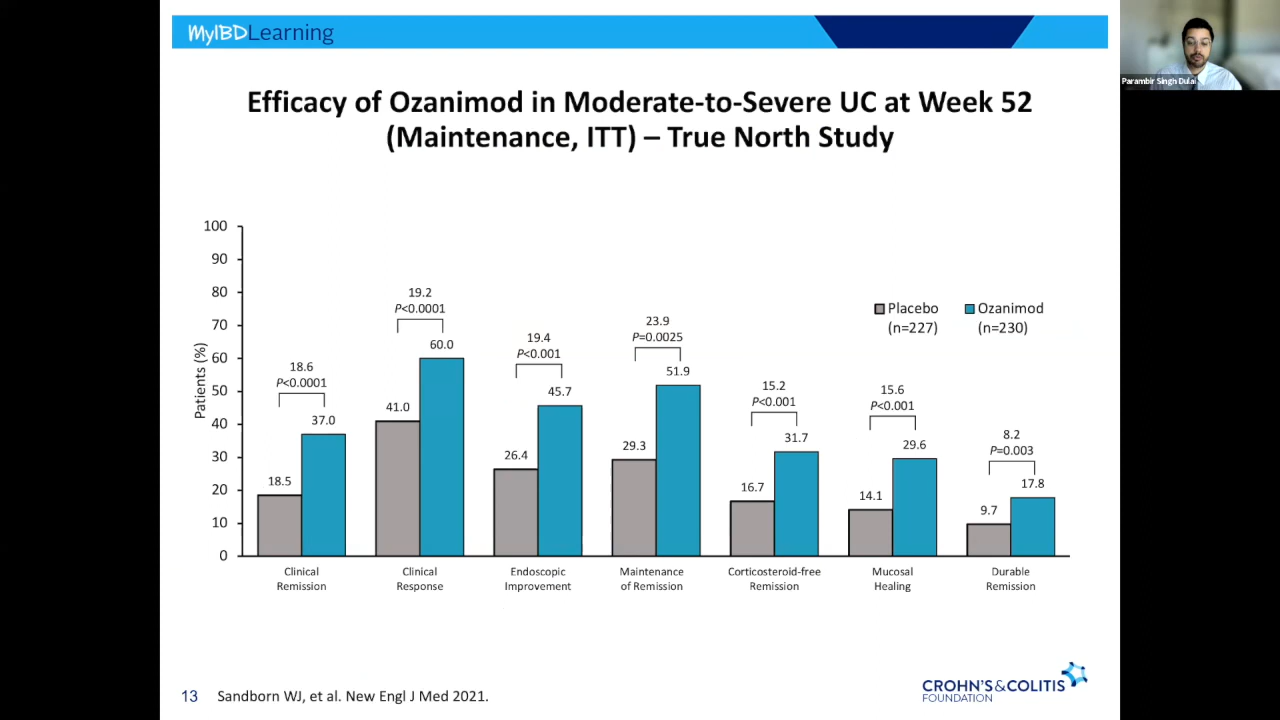 MyIBDLearning
Parambir Singh Dulai
Efficacy of Ozanimod in Moderate-to-Severe UC at Week 52
(Maintenance, ITT) – True North Study
Patients (%)
100
90
80
70
60
50
40
30
20
10
0
Placebo
(n=227)
Ozanimod
(n=230)
18.6
P<0.0001
18.5
37.0
Clinical
Remission
19.2
P<0.0001
41.0
60.0
Clinical
Response
19.4
P<0.001
26.4
45.7
Endoscopic
Improvement
23.9
P=0.0025
29.3
51.9
Maintenance
of Remission
15.2
P<0.001
16.7
31.7
Corticosteroid-free
Remission
15.6
P<0.001
14.1
29.6
Mucosal
Healing
8.2
P=0.003
9.7
17.8
Durable
Remission
13
Sandborn WJ, et al. New Engl J Med 2021.
CROHN'S&COLITIS
FOUNDATION